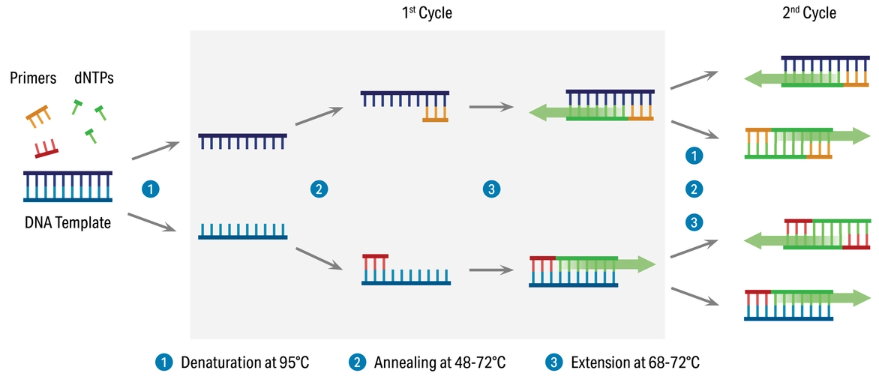 1st Cycle
2nd Cycle
Primers
dNTPs
DNA Template
1
2
3
1
2
3
1 Denaturation at 95°C
2 Annealing at 48-72°C
3 Extension at 68-72°C